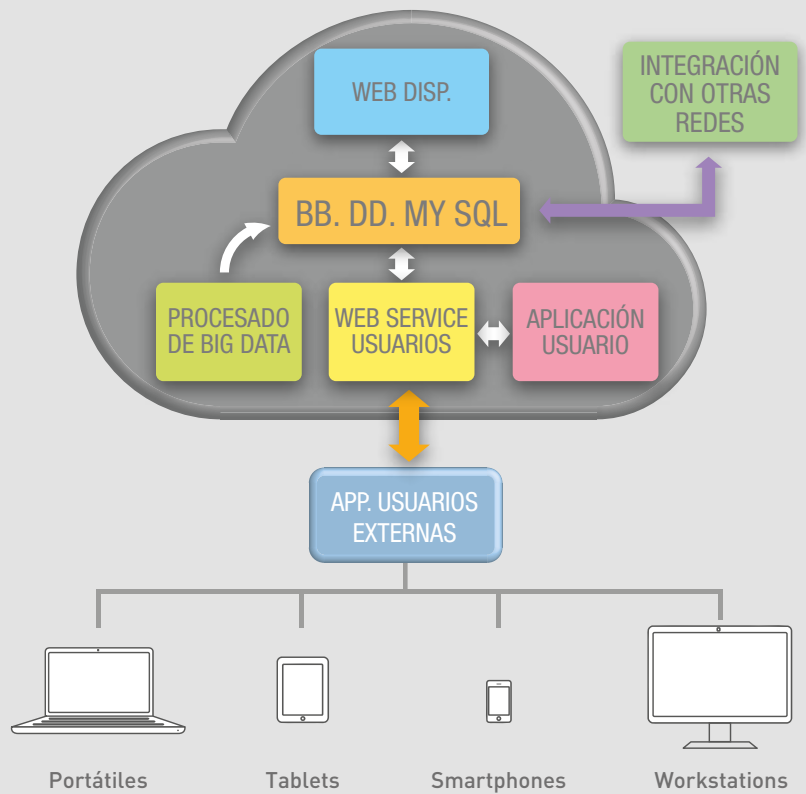 WEB DISP.
INTEGRACIÓN
CON OTRAS
REDES
BB. DD. MY SQL
PROCESADO
DE BIG DATA
WEB SERVICE
USUARIOS
APLICACIÓN
USUARIO
APP. USUARIOS
EXTERNAS
Portátiles
Tablets
Smartphones
Workstations